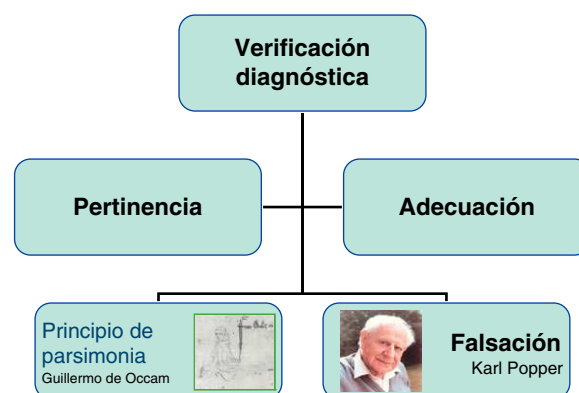 Verificación
diagnóstica
Pertinencia
Adecuación
Principio de
parsimonia
Guillermo de Occam
Falsación
Karl Popper